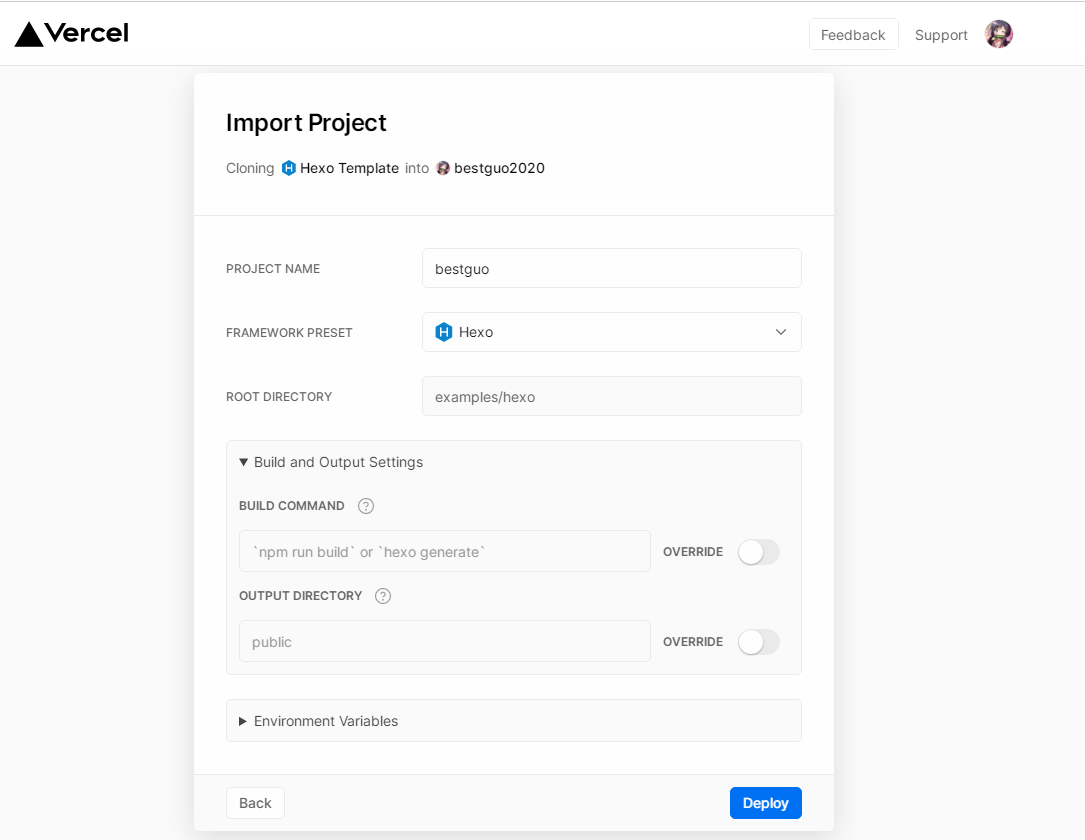 Vercel
Feedback
Support
Import Project
Cloning Hexo Template into bestguo2020
PROJECT NAME
bestguo
FRAMEWORK PRESET
Hexo
ROOT DIRECTORY
examples/hexo
Build and Output Settings
BUILD COMMAND ?
`npm run build` or `hexo generate`
OVERRIDE
OUTPUT DIRECTORY ?
public
OVERRIDE
Environment Variables
Back
Deploy